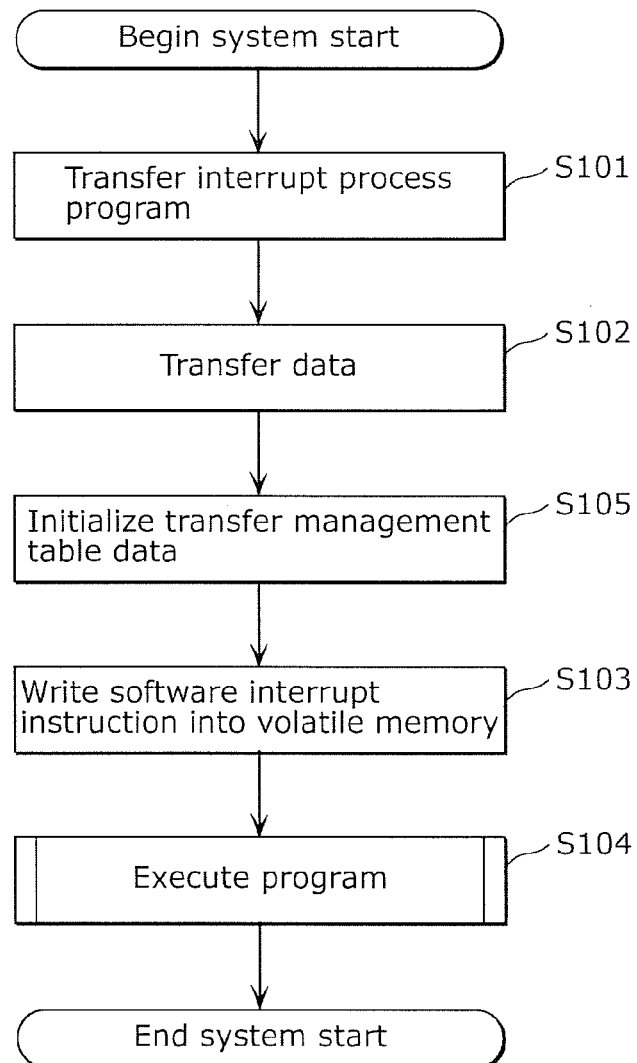 Begin system start
Transfer interrupt process
program
S101
Transfer data
S102
Initialize transfer management
table data
S105
Write software interrupt
instruction into volatile memory
S103
Execute program
S104
End system start